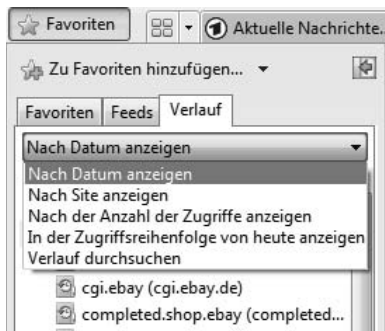 Favoriten
Aktuelle Nachrichte...
Zu Favoriten hinzufügen...
Favoriten Feeds Verlauf
Nach Datum anzeigen
Nach Datum anzeigen
Nach Site anzeigen
Nach der Anzahl der Zugriffe anzeigen
In der Zugriffsreihenfolge von heute anzeigen
Verlauf durchsuchen
cgi.ebay (cgi.ebay.de)
completed.shop.ebay (completed...